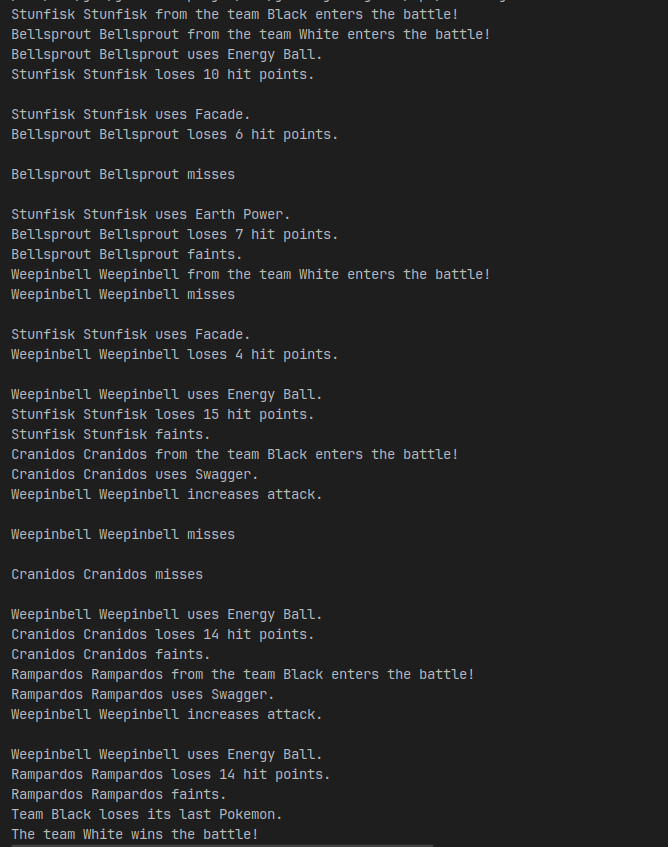 Stunfisk Stunfisk from the team Black enters the battle!
Bellsprout Bellsprout from the team White enters the battle!
Bellsprout Bellsprout uses Energy Ball.
Stunfisk Stunfisk loses 10 hit points.
Stunfisk Stunfisk uses Facade.
Bellsprout Bellsprout loses 6 hit points.
Bellsprout Bellsprout misses
Stunfisk Stunfisk uses Earth Power.
Bellsprout Bellsprout loses 7 hit points.
Bellsprout Bellsprout faints.
Weepinbell Weepinbell from the team White enters the battle!
Weepinbell Weepinbell misses
Stunfisk Stunfisk uses Facade.
Weepinbell Weepinbell loses 4 hit points.
Weepinbell Weepinbell uses Energy Ball.
Stunfisk Stunfisk loses 15 hit points.
Stunfisk Stunfisk faints.
Cranidos Cranidos from the team Black enters the battle!
Cranidos Cranidos uses Swagger.
Weepinbell Weepinbell increases attack.
Weepinbell Weepinbell misses
Cranidos Cranidos misses
Weepinbell Weepinbell uses Energy Ball.
Cranidos Cranidos loses 14 hit points.
Cranidos Cranidos faints.
Rampardos Rampardos from the team Black enters the battle!
Rampardos Rampardos uses Swagger.
Weepinbell Weepinbell increases attack.
Weepinbell Weepinbell uses Energy Ball.
Rampardos Rampardos loses 14 hit points.
Rampardos Rampardos faints.
Team Black loses its last Pokemon.
The team White wins the battle!